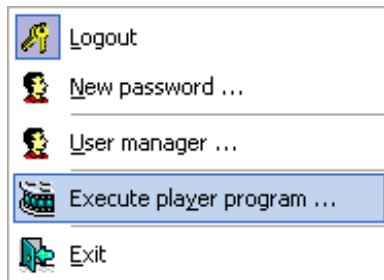 Logout
New password ...
User manager ...
Execute player program ...
Exit